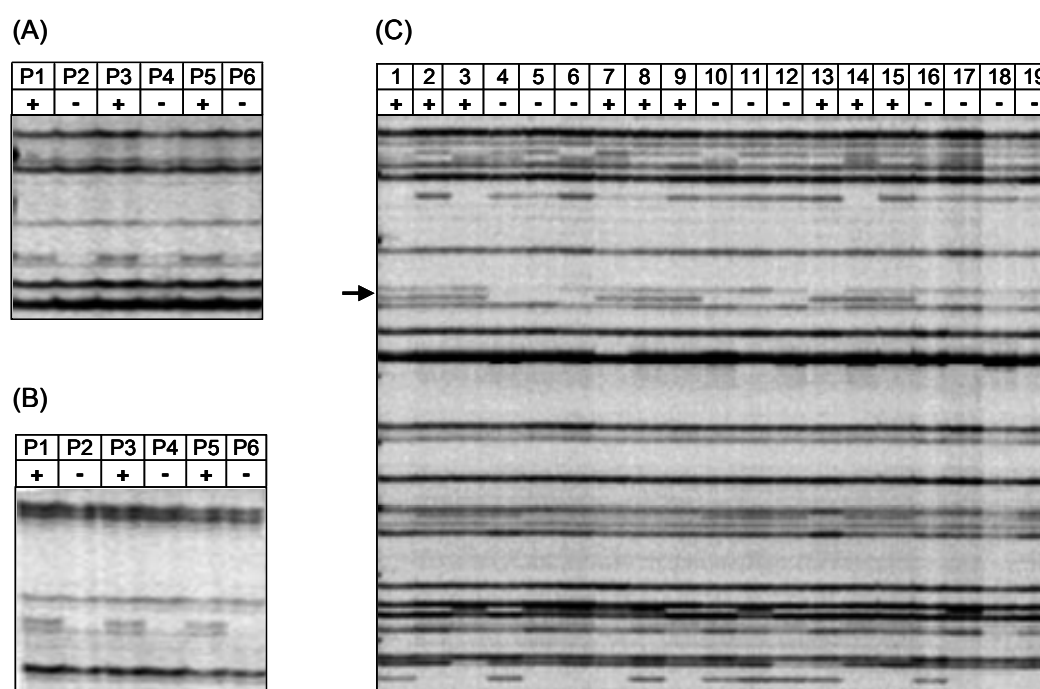 (A)
P1 P2 P3 P4 P5 P6
+ - + - + -
(B)
P1 P2 P3 P4 P5 P6
+ - + - + -
(C)
1 2 3 4 5 6 7 8 9 10 11 12 13 14 15 16 17 18 19
+ + + - - - + + + - - - + + + - - - -